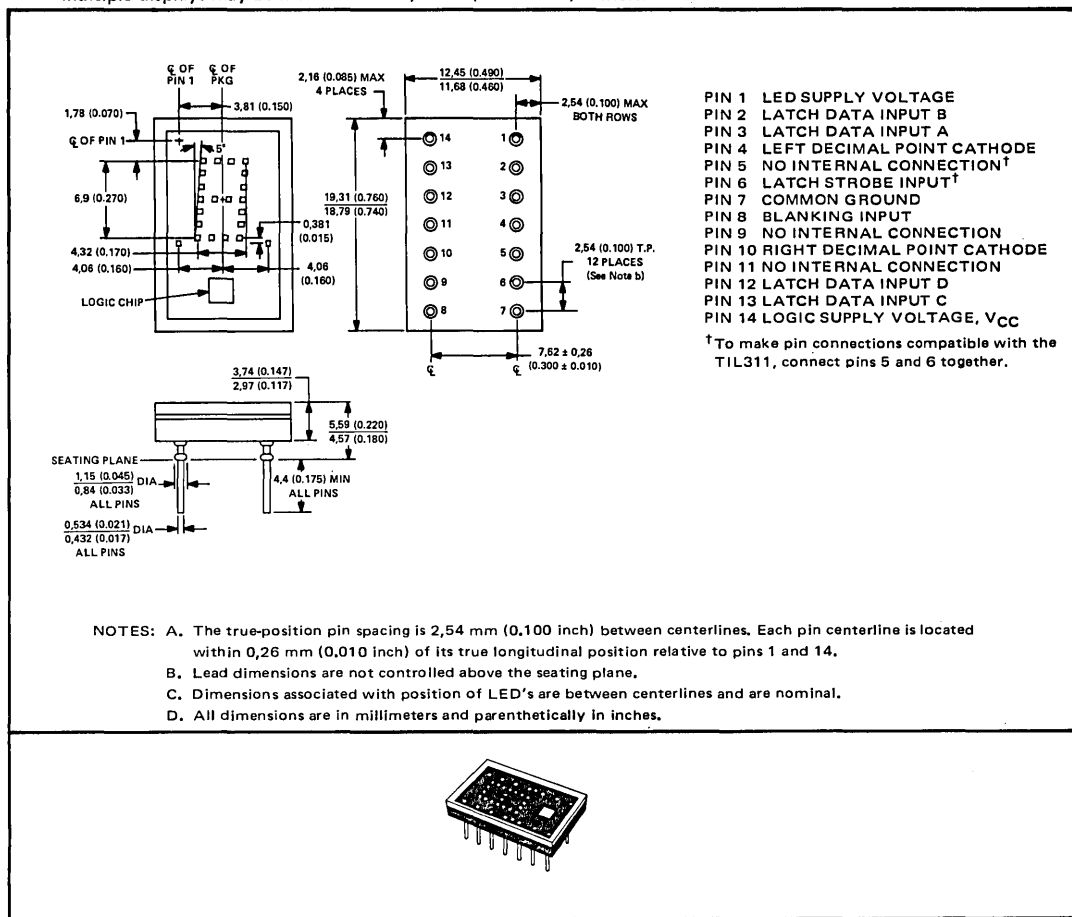 ℄ OF PIN 1
℄ OF PKG
1,78 (0.070)
3,81 (0.150)
℄ OF PIN 1
5°
6,9 (0.270)
0,381 (0.015)
4,32 (0.170)
4,06 (0.160)
4,06 (0.160)
LOGIC CHIP
2,16 (0.085) MAX
4 PLACES
12,45 (0.490)
11,68 (0.460)
2,54 (0.100) MAX
BOTH ROWS
14 1
13 2
12 3
11 4
10 5
9 6
8 7
19,31 (0.760)
18,79 (0.740)
2,54 (0.100) T.P.
12 PLACES
(See Note b)
7,62 ± 0,26
(0.300 ± 0.010)
℄ ℄
PIN 1 LED SUPPLY VOLTAGE
PIN 2 LATCH DATA INPUT B
PIN 3 LATCH DATA INPUT A
PIN 4 LEFT DECIMAL POINT CATHODE
PIN 5 NO INTERNAL CONNECTION†
PIN 6 LATCH STROBE INPUT†
PIN 7 COMMON GROUND
PIN 8 BLANKING INPUT
PIN 9 NO INTERNAL CONNECTION
PIN 10 RIGHT DECIMAL POINT CATHODE
PIN 11 NO INTERNAL CONNECTION
PIN 12 LATCH DATA INPUT D
PIN 13 LATCH DATA INPUT C
PIN 14 LOGIC SUPPLY VOLTAGE, VCC
†To make pin connections compatible with the
TIL311, connect pins 5 and 6 together.
3,74 (0.147)
2,97 (0.117)
5,59 (0.220)
4,57 (0.180)
SEATING PLANE
1,15 (0.045)
0,84 (0.033) DIA
ALL PINS
4,4 (0.175) MIN
ALL PINS
0,534 (0.021)
0,432 (0.017) DIA
ALL PINS
NOTES: A. The true-position pin spacing is 2,54 mm (0.100 inch) between centerlines. Each pin centerline is located
within 0,26 mm (0.010 inch) of its true longitudinal position relative to pins 1 and 14.
B. Lead dimensions are not controlled above the seating plane.
C. Dimensions associated with position of LED's are between centerlines and are nominal.
D. All dimensions are in millimeters and parenthetically in inches.